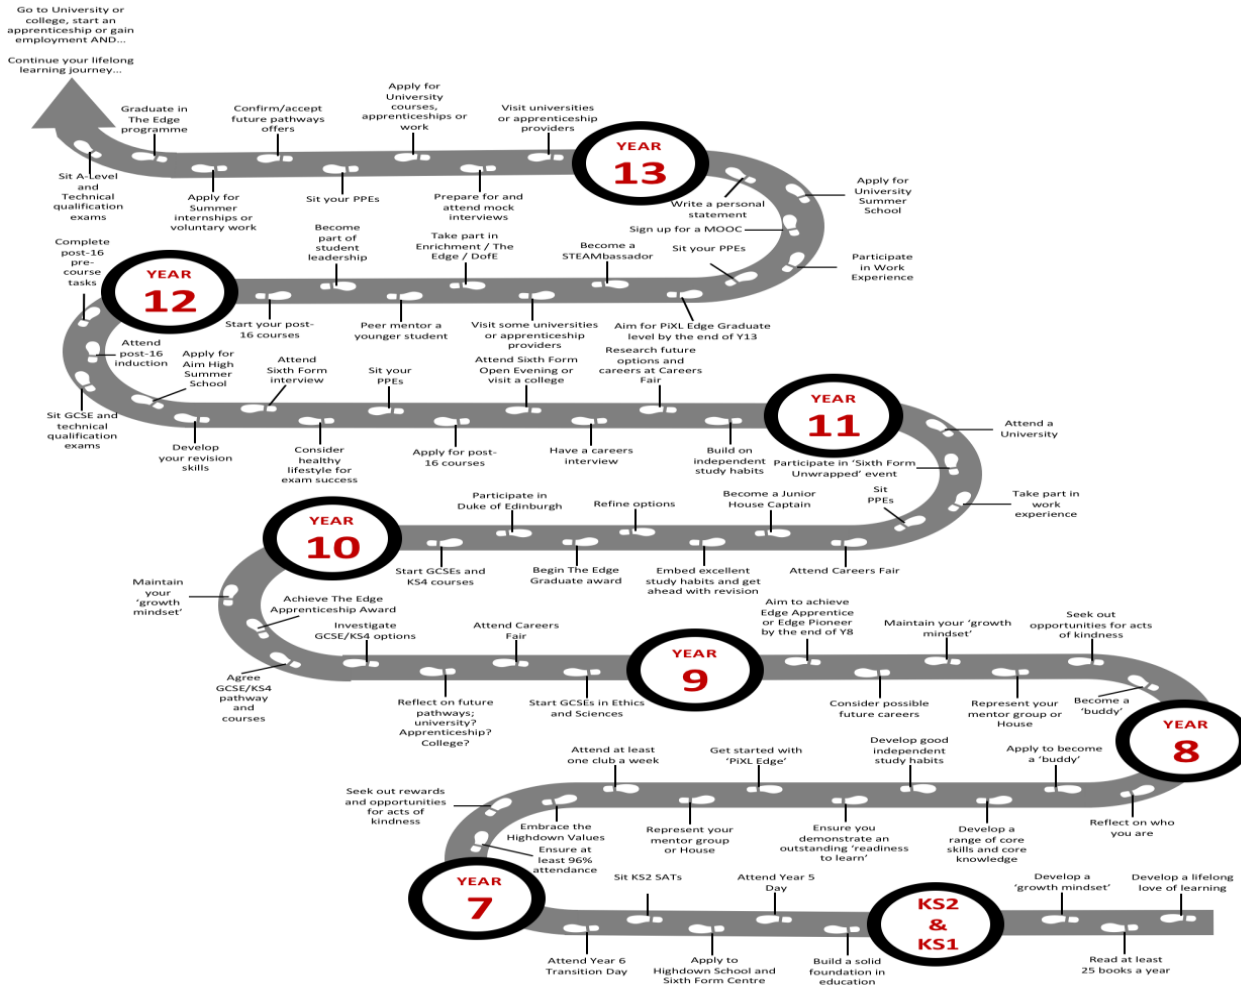 Go to University or
college, start an
apprenticeship or gain
employment AND...
Continue your lifelong
learning journey...
Graduate in
The Edge
programme
Confirm/accept
future pathways
offers
Apply for
University
courses,
apprenticeships or
work
Visit universities
or apprenticeship
providers
YEAR
13
Sit A-Level
and
Technical
qualification
exams
Apply for
Summer
internships or
voluntary work
Sit your PPEs
Prepare for and
attend mock
interviews
Write a personal
statement
Apply for
University
Summer
School
Sign up for a MOOC
Participate
in Work
Experience
Sit your PPEs
Complete
post-16
pre-
course
tasks
YEAR
12
Become
part of
student
leadership
Take part in
Enrichment / The
Edge / DofE
Become a
STEAMbassador
Start your post-
16 courses
Peer mentor a
younger student
Visit some universities
or apprenticeship
providers
Aim for PiXL Edge Graduate
level by the end of Y13
Attend
post-16
induction
Apply for
Aim High
Summer
School
Attend
Sixth Form
interview
Sit your
PPEs
Attend Sixth Form
Open Evening or
visit a college
Research future
options and
careers at Careers
Fair
YEAR
11
Sit GCSE and
technical
qualification
exams
Develop
your revision
skills
Consider
healthy
lifestyle for
exam success
Apply for post-
16 courses
Have a careers
interview
Build on
independent
study habits
Attend a
University
Participate in ‘Sixth Form
Unwrapped’ event
Take part in
work
experience
Sit
PPEs
YEAR
10
Participate in
Duke of Edinburgh
Refine options
Become a Junior
House Captain
Start GCSEs and
KS4 courses
Begin The Edge
Graduate award
Embed excellent
study habits and get
ahead with revision
Attend Careers Fair
Maintain
your
‘growth
mindset’
Achieve The Edge
Apprenticeship Award
Investigate
GCSE/KS4 options
Attend Careers
Fair
YEAR
9
Aim to achieve
Edge Apprentice
or Edge Pioneer
by the end of Y8
Maintain your ‘growth
mindset’
Seek out
opportunities for acts
of kindness
Agree
GCSE/KS4
pathway
and
courses
Reflect on future
pathways;
university?
Apprenticeship?
College?
Start GCSEs in Ethics
and Sciences
Consider possible
future careers
Represent your
mentor group or
House
Become a
‘buddy’
YEAR
8
Seek out rewards
and opportunities
for acts of
kindness
Attend at least
one club a week
Get started with
‘PiXL Edge’
Develop good
independent
study habits
Apply to become
a ‘buddy’
Embrace the
Highdown Values
Ensure at
least 96%
attendance
Represent your
mentor group
or House
Ensure you
demonstrate an
outstanding ‘readiness
to learn’
Develop a
range of core
skills and core
knowledge
Reflect on who
you are
YEAR
7
Sit KS2 SATs
Attend Year 5
Day
KS2
&
KS1
Develop a
‘growth mindset’
Develop a lifelong
love of learning
Attend Year 6
Transition Day
Apply to
Highdown School and
Sixth Form Centre
Build a solid
foundation in
education
Read at least
25 books a year